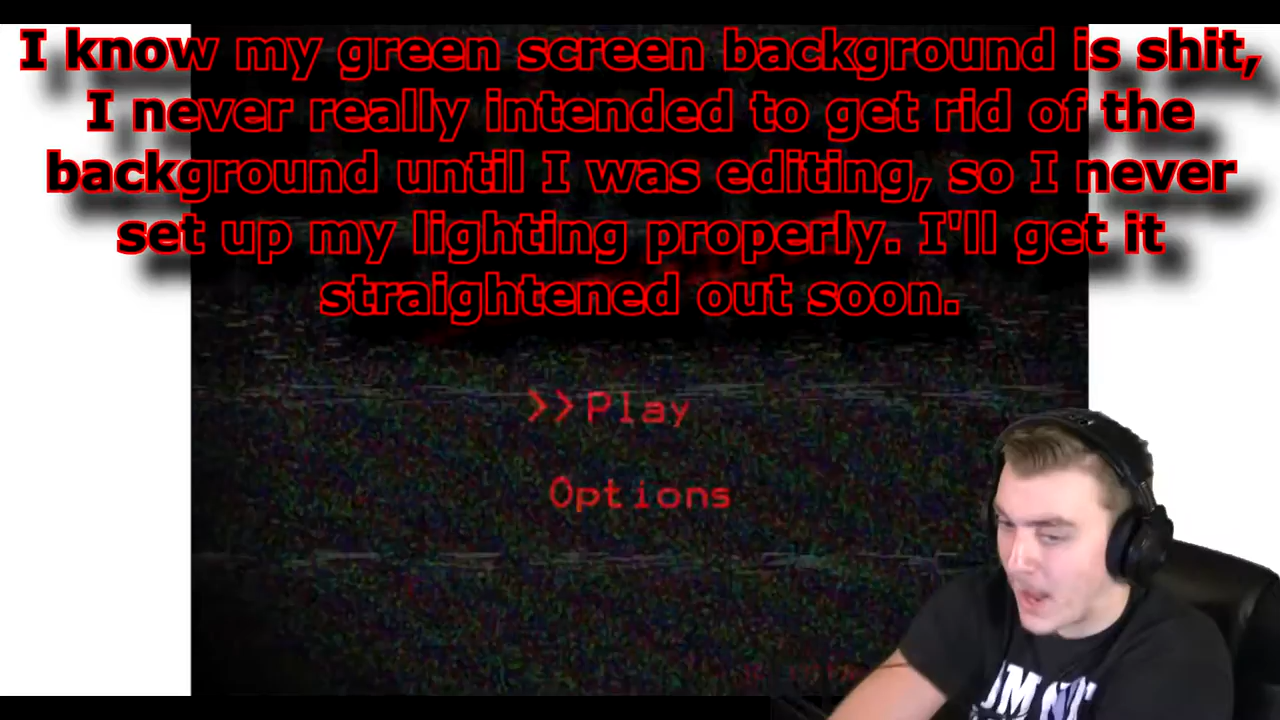 I know my green screen background is shit,
I never really intended to get rid of the
background until I was editing, so I never
set up my lighting properly. I'll get it
straightened out soon.
>>Play
Options